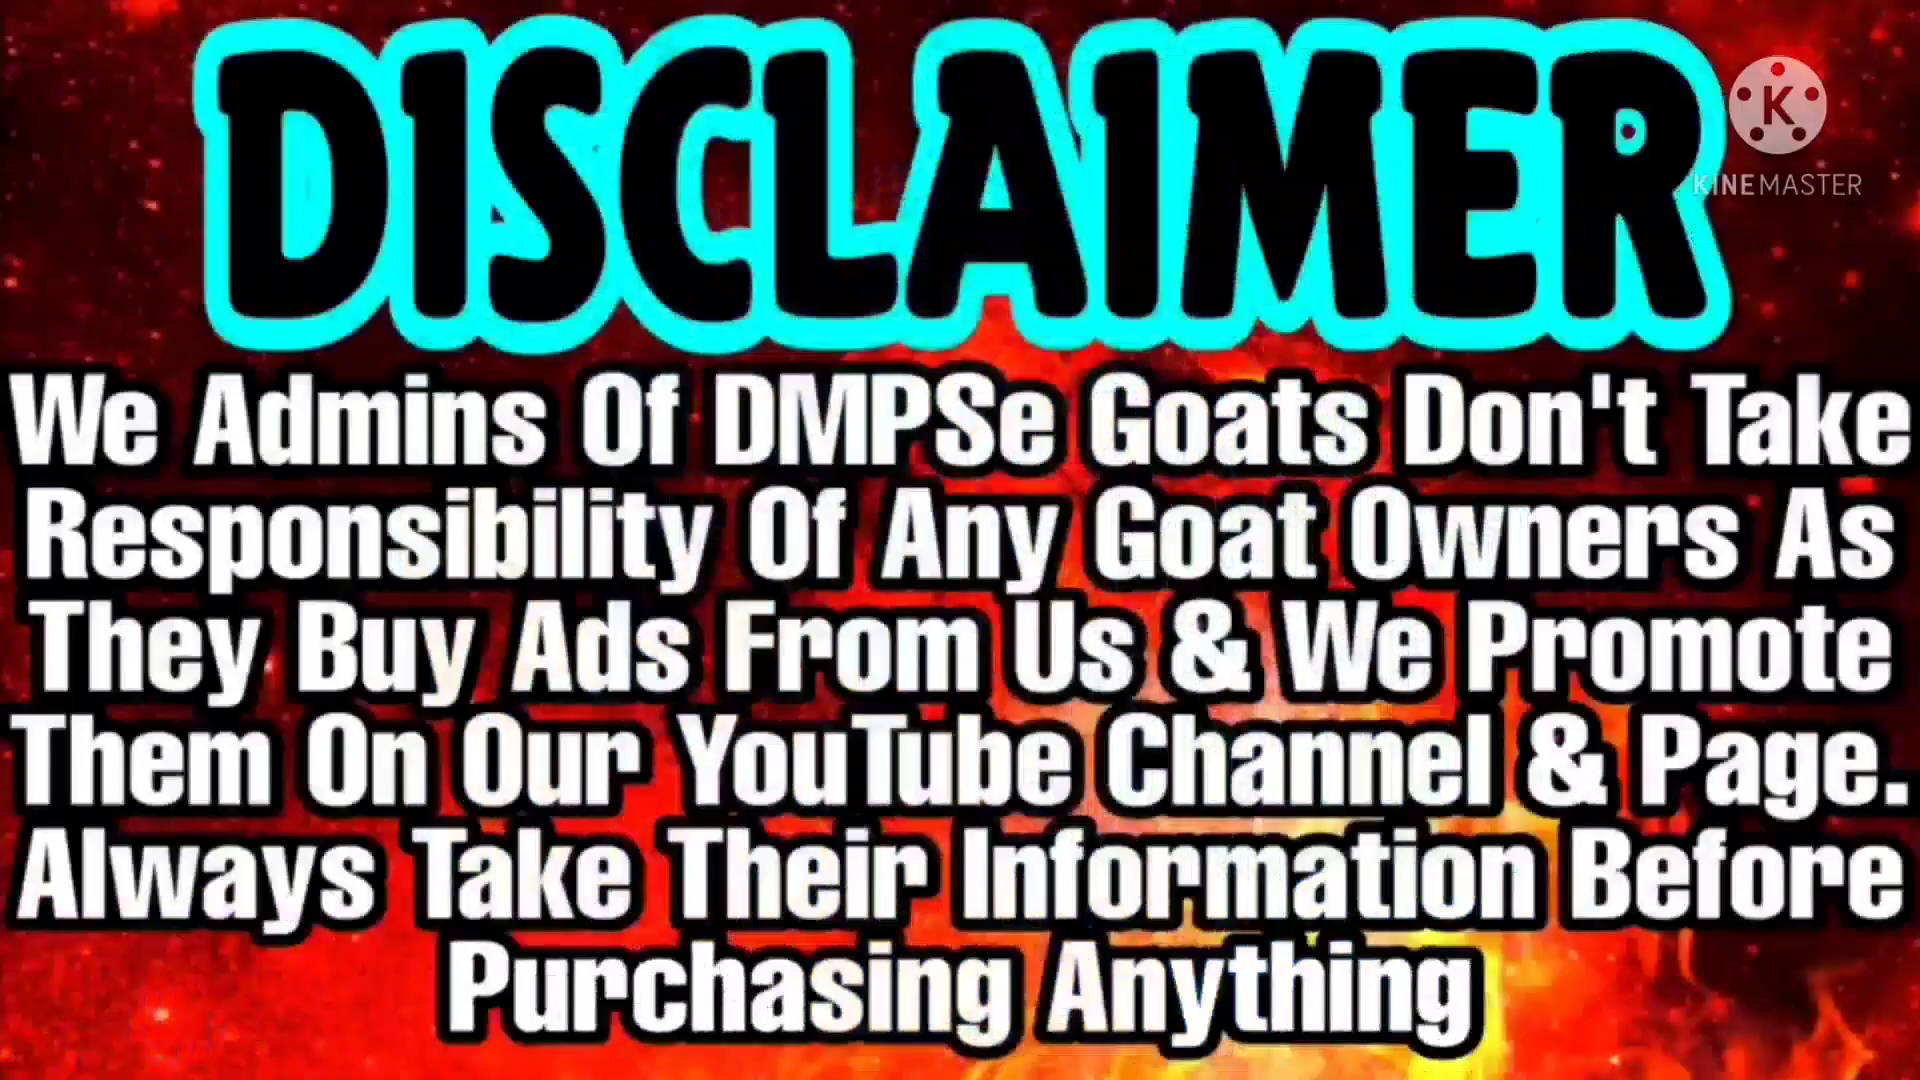 DISCLAIMER
K
KINEMASTER
We Admins Of DMPSe Goats Don't Take
Responsibility Of Any Goat Owners As
They Buy Ads From Us & We Promote
Them On Our YouTube Channel & Page.
Always Take Their Information Before
Purchasing Anything